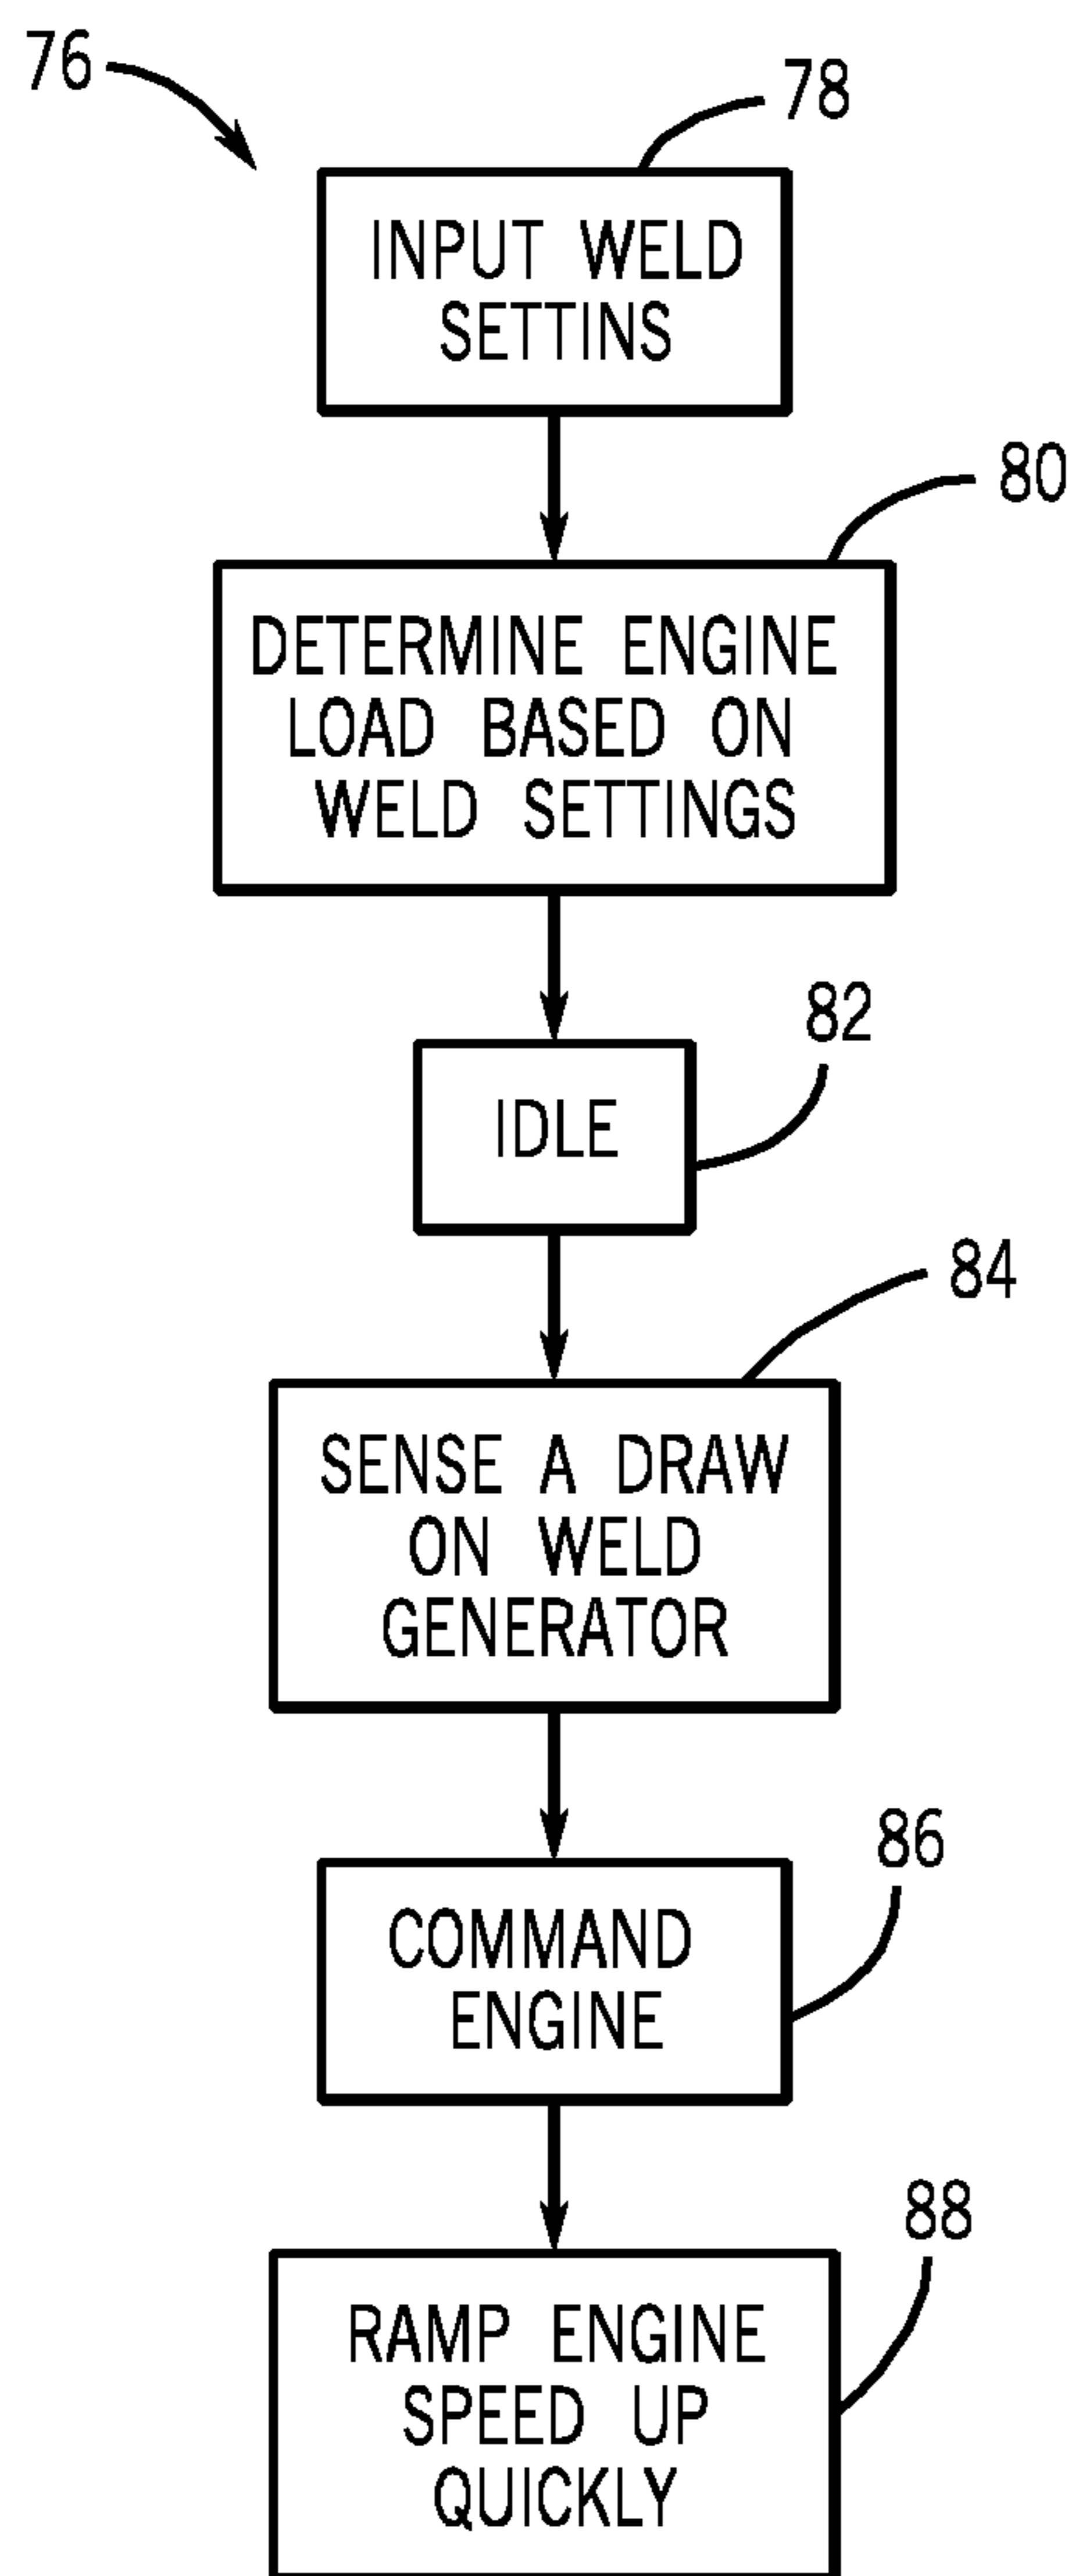 76
78
INPUT WELD
SETTINS
80
DETERMINE ENGINE
LOAD BASED ON
WELD SETTINGS
82
IDLE
84
SENSE A DRAW
ON WELD
GENERATOR
86
COMMAND
ENGINE
88
RAMP ENGINE
SPEED UP
QUICKLY